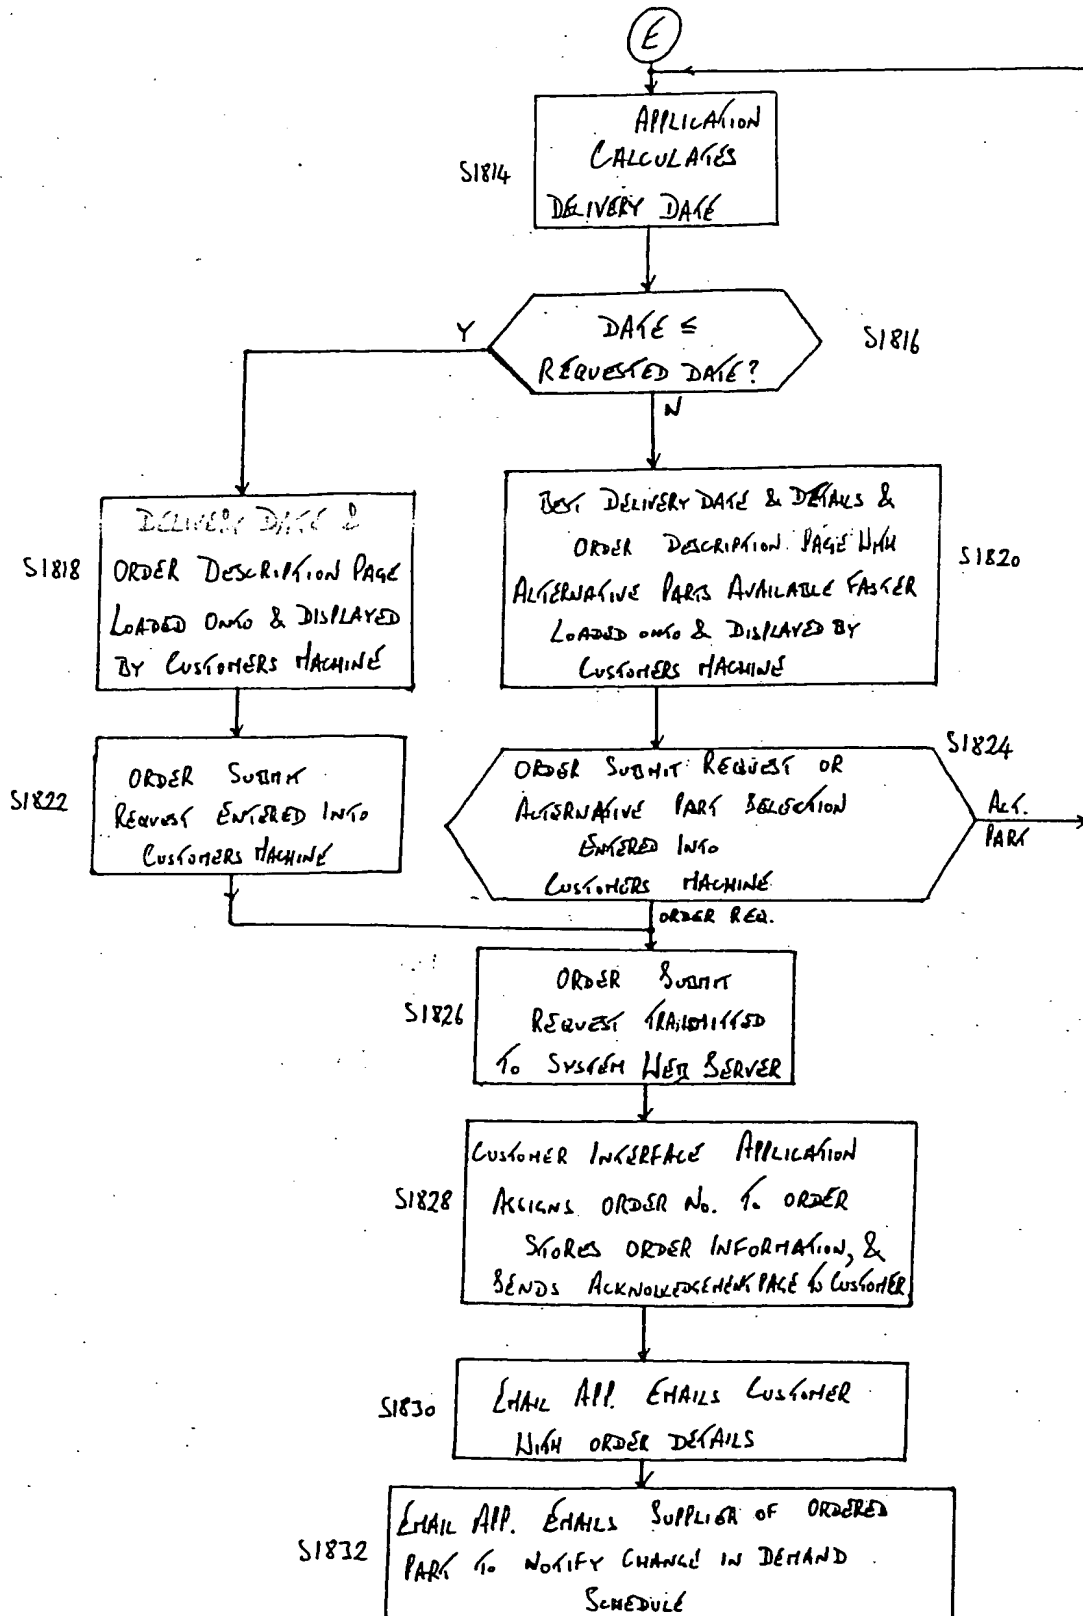 E
APPLICATION
CALCULATES
DELIVERY DATE
S1814
DATE ≤
REQUESTED DATE?
S1816
Y
N
DELIVERY DATE &
ORDER DESCRIPTION PAGE
LOADED ONTO & DISPLAYED
BY CUSTOMERS MACHINE
S1818
BEST DELIVERY DATE & DETAILS &
ORDER DESCRIPTION PAGE WITH
ALTERNATIVE PARTS AVAILABLE FASTER
LOADED ONTO & DISPLAYED BY
CUSTOMERS MACHINE
S1820
ORDER SUBMIT
REQUEST ENTERED INTO
CUSTOMERS MACHINE
S1822
ORDER SUBMIT REQUEST OR
ALTERNATIVE PART SELECTION
ENTERED INTO
CUSTOMERS MACHINE
S1824
ALT.
PART
ORDER REQ.
ORDER SUBMIT
REQUEST TRANSMITTED
TO SYSTEM WEB SERVER
S1826
CUSTOMER INTERFACE APPLICATION
ASSIGNS ORDER NO. TO ORDER
STORES ORDER INFORMATION, &
SENDS ACKNOWLEDGEMENT PAGE TO CUSTOMER
S1828
EMAIL APP. EMAILS CUSTOMER
WITH ORDER DETAILS
S1830
EMAIL APP. EMAILS SUPPLIER OF ORDERED
PART TO NOTIFY CHANGE IN DEMAND
SCHEDULE
S1832